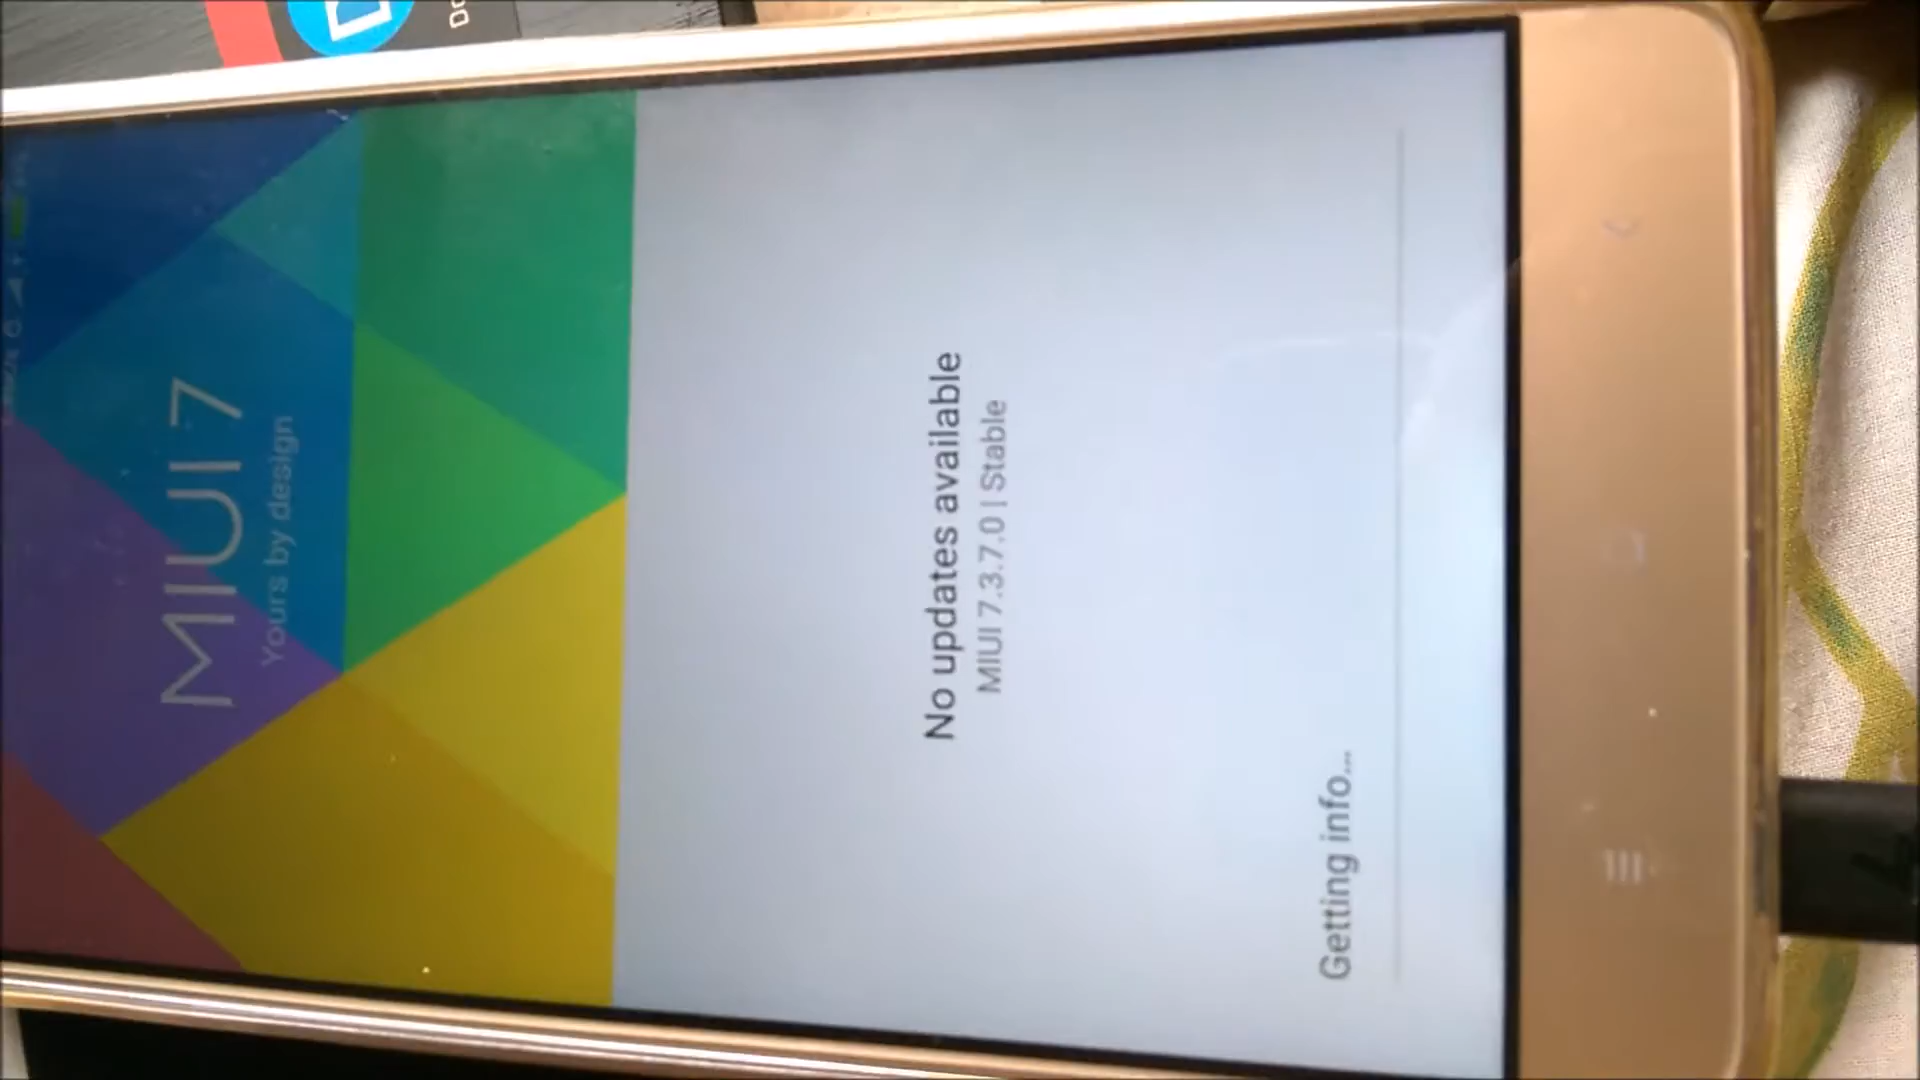 MIUI 7
Yours by design
No updates available
MIUI 7.3.7.0 | Stable
Getting info...